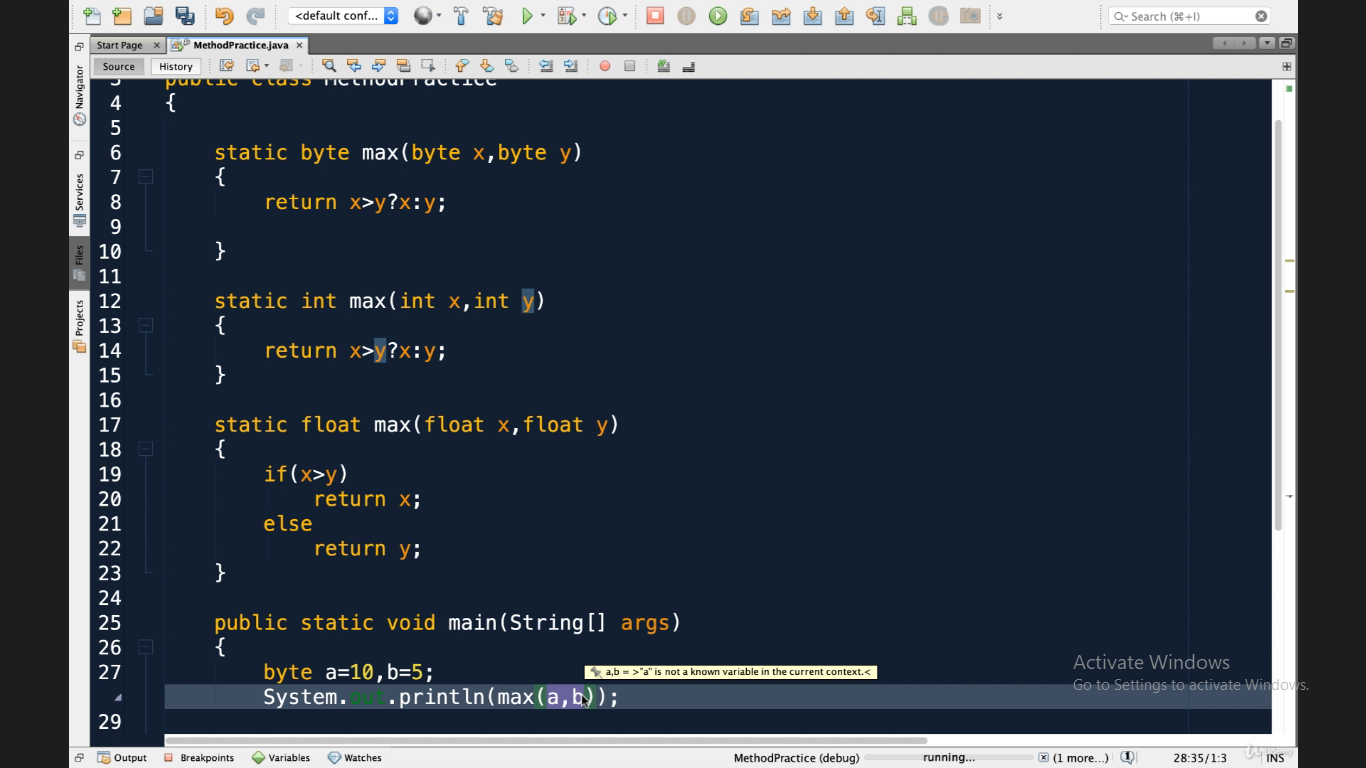 <default conf...
Search (⌘+I)
Start Page
MethodPractice.java
Source
History
Navigator
Services
Files
Projects
3 public class MethodPractice
4 {
5
6 static byte max(byte x,byte y)
7 {
8 return x>y?x:y;
9
10 }
11
12 static int max(int x,int y)
13 {
14 return x>y?x:y;
15 }
16
17 static float max(float x,float y)
18 {
19 if(x>y)
20 return x;
21 else
22 return y;
23 }
24
25 public static void main(String[] args)
26 {
27 byte a=10,b=5;
a,b = >"a" is not a known variable in the current context.<
System.out.println(max(a,b));
29
Activate Windows
Go to Settings to activate Windows.
Output
Breakpoints
Variables
Watches
MethodPractice (debug)
running...
(1 more...)
28:35/1:3
INS